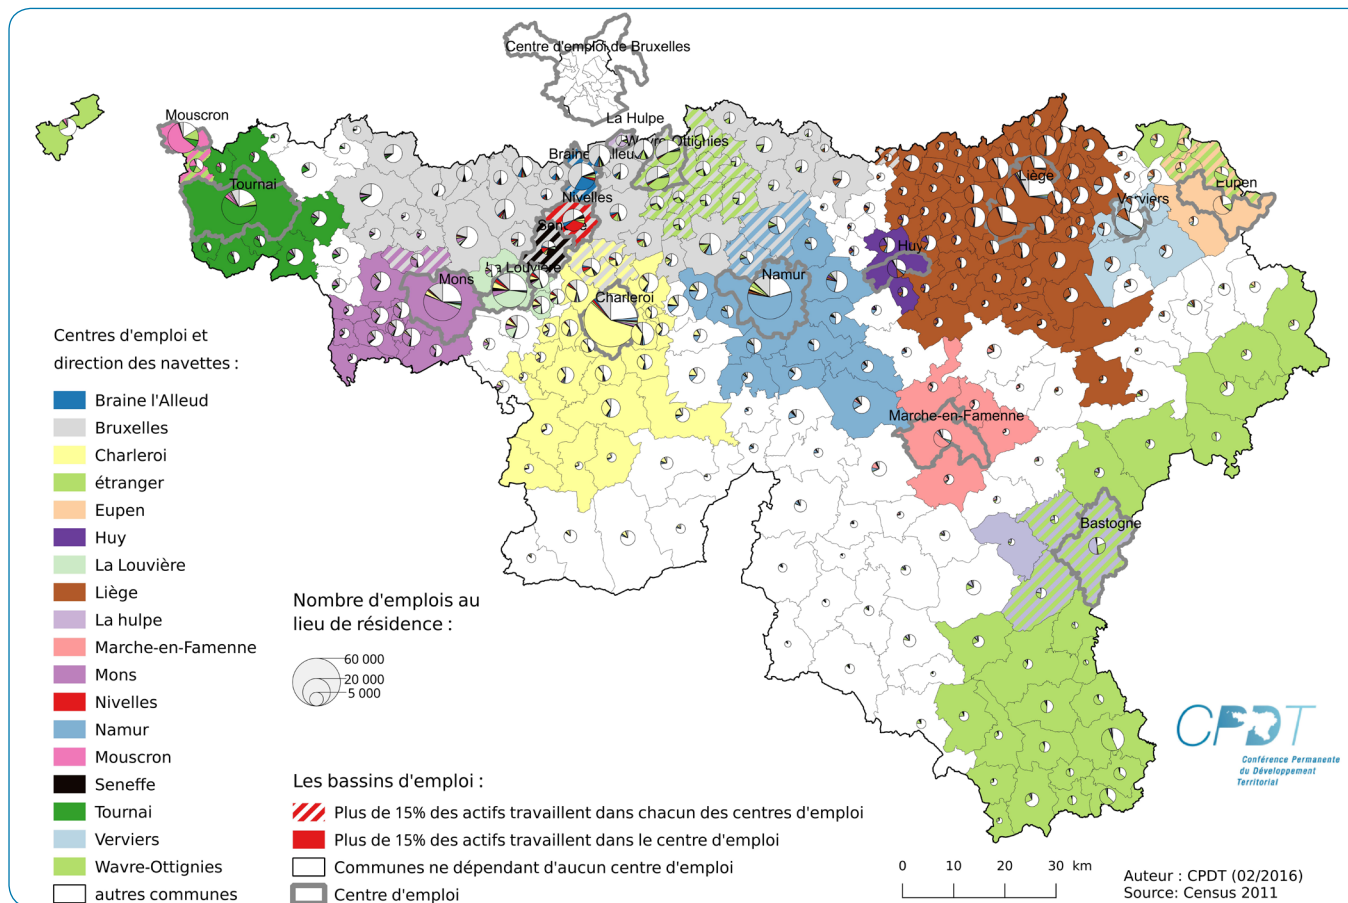 Centre d'emploi de Bruxelles
Mouscron
La Hulpe
Wavre-Ottignies
Tournai
Nivelles
Liège
Verviers
Eupen
Huy
La Louvière
Mons
Namur
Charleroi
Marche-en-Famenne
Bastogne
Centres d'emploi et
direction des navettes :
Braine l'Alleud
Bruxelles
Charleroi
étranger
Eupen
Huy
La Louvière
Liège
La hulpe
Marche-en-Famenne
Mons
Nivelles
Namur
Mouscron
Seneffe
Tournai
Verviers
Wavre-Ottignies
autres communes
Nombre d'emplois au
lieu de résidence :
60 000
20 000
5 000
Les bassins d'emploi :
Plus de 15% des actifs travaillent dans chacun des centres d'emploi
Plus de 15% des actifs travaillent dans le centre d'emploi
Communes ne dépendant d'aucun centre d'emploi
Centre d'emploi
CPDT
Conférence Permanente
du Développement
Territorial
0 10 20 30 km
Auteur : CPDT (02/2016)
Source: Census 2011